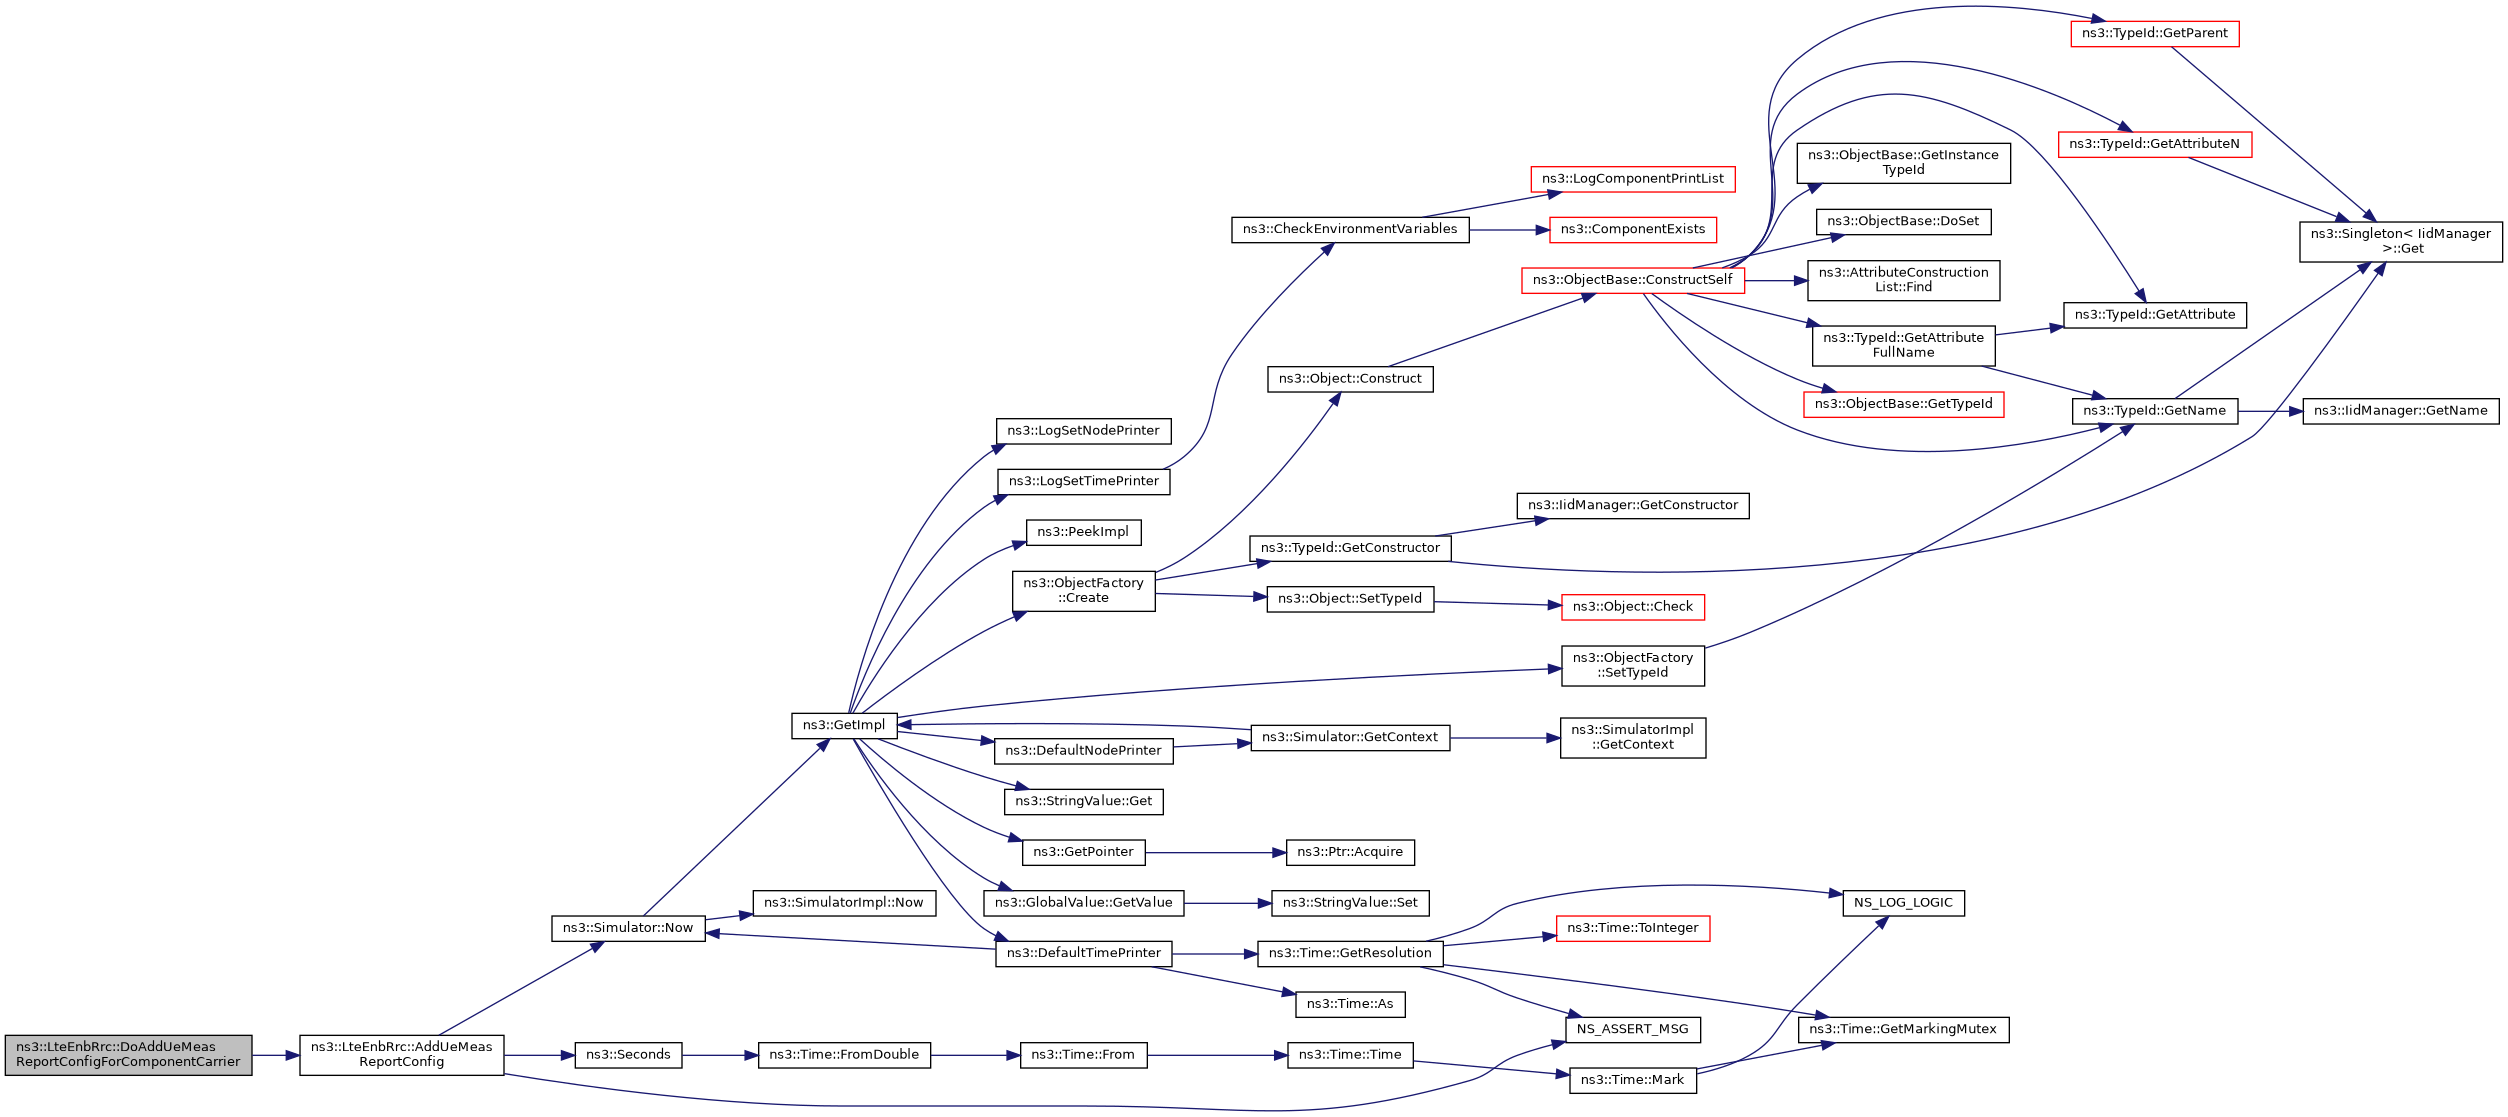 ns3::LteEnbRrc::DoAddUeMeas
ReportConfigForComponentCarrier
ns3::LteEnbRrc::AddUeMeas
ReportConfig
ns3::Simulator::Now
ns3::Seconds
ns3::SimulatorImpl::Now
ns3::Time::FromDouble
ns3::GetImpl
ns3::LogSetNodePrinter
ns3::LogSetTimePrinter
ns3::PeekImpl
ns3::ObjectFactory
::Create
ns3::DefaultNodePrinter
ns3::StringValue::Get
ns3::GetPointer
ns3::GlobalValue::GetValue
ns3::DefaultTimePrinter
ns3::Time::From
ns3::CheckEnvironmentVariables
ns3::Object::Construct
ns3::TypeId::GetConstructor
ns3::Object::SetTypeId
ns3::Simulator::GetContext
ns3::Ptr::Acquire
ns3::StringValue::Set
ns3::Time::GetResolution
ns3::Time::As
ns3::Time::Time
ns3::LogComponentPrintList
ns3::ComponentExists
ns3::ObjectBase::ConstructSelf
ns3::IidManager::GetConstructor
ns3::Object::Check
ns3::ObjectFactory
::SetTypeId
ns3::SimulatorImpl
::GetContext
ns3::Time::ToInteger
NS_ASSERT_MSG
ns3::Time::Mark
ns3::ObjectBase::GetInstance
TypeId
ns3::ObjectBase::DoSet
ns3::AttributeConstruction
List::Find
ns3::TypeId::GetAttribute
FullName
ns3::ObjectBase::GetTypeId
NS_LOG_LOGIC
ns3::Time::GetMarkingMutex
ns3::TypeId::GetParent
ns3::TypeId::GetAttributeN
ns3::TypeId::GetAttribute
ns3::TypeId::GetName
ns3::Singleton< IidManager
>::Get
ns3::IidManager::GetName